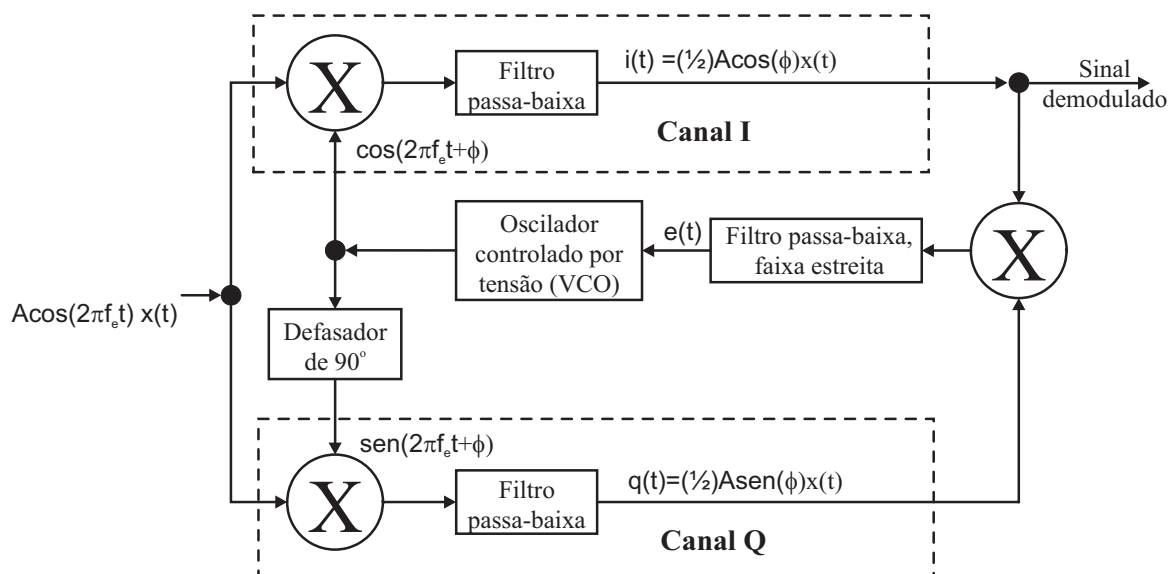 X
Filtro
passa-baixa
i(t) =(½)Acos(ϕ)x(t)
Sinal
demodulado
Canal I
cos(2πfₑt+ϕ)
Oscilador
controlado por
tensão (VCO)
e(t)
Filtro passa-baixa,
faixa estreita
X
Acos(2πfₑt) x(t)
Defasador
de 90º
sen(2πfₑt+ϕ)
X
Filtro
passa-baixa
q(t)=(½)Asen(ϕ)x(t)
Canal Q